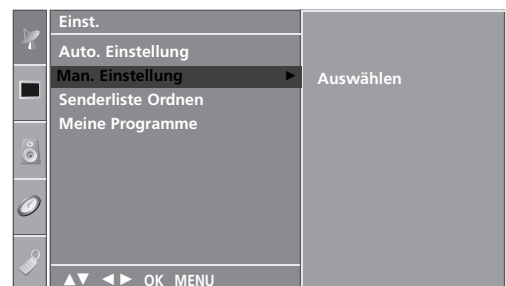 Einst.
Auto. Einstellung
Man. Einstellung ►
Auswählen
Senderliste Ordnen
Meine Programme
▲▼ ◄► OK MENU